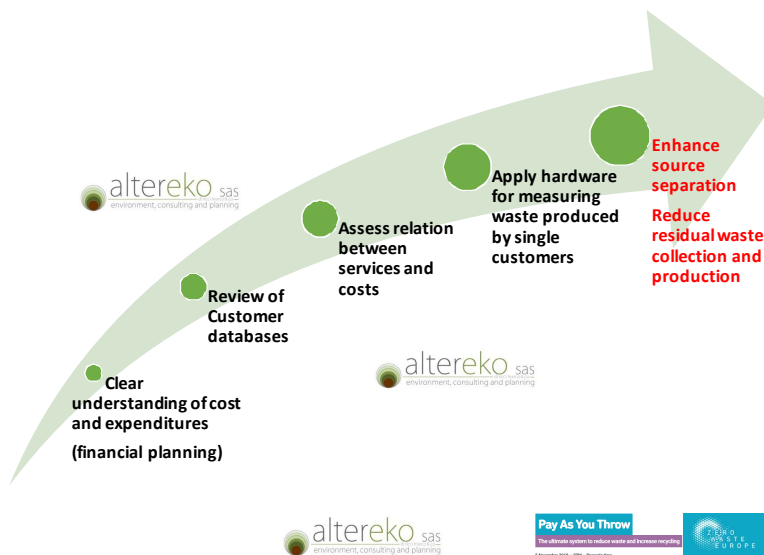 Enhance
source
separation
Reduce
residual waste
collection and
production
Apply hardware
for measuring
waste produced
by single
customers
altereko sas
environment, consulting and planning
Assess relation
between
services and
costs
Review of
Customer
databases
altereko sas
environment, consulting and planning
Clear
understanding of cost
and expenditures
(financial planning)
altereko sas
environment, consulting and planning
Pay As You Throw
The ultimate system to reduce waste and increase recycling
ZERO
WASTE
EUROPE